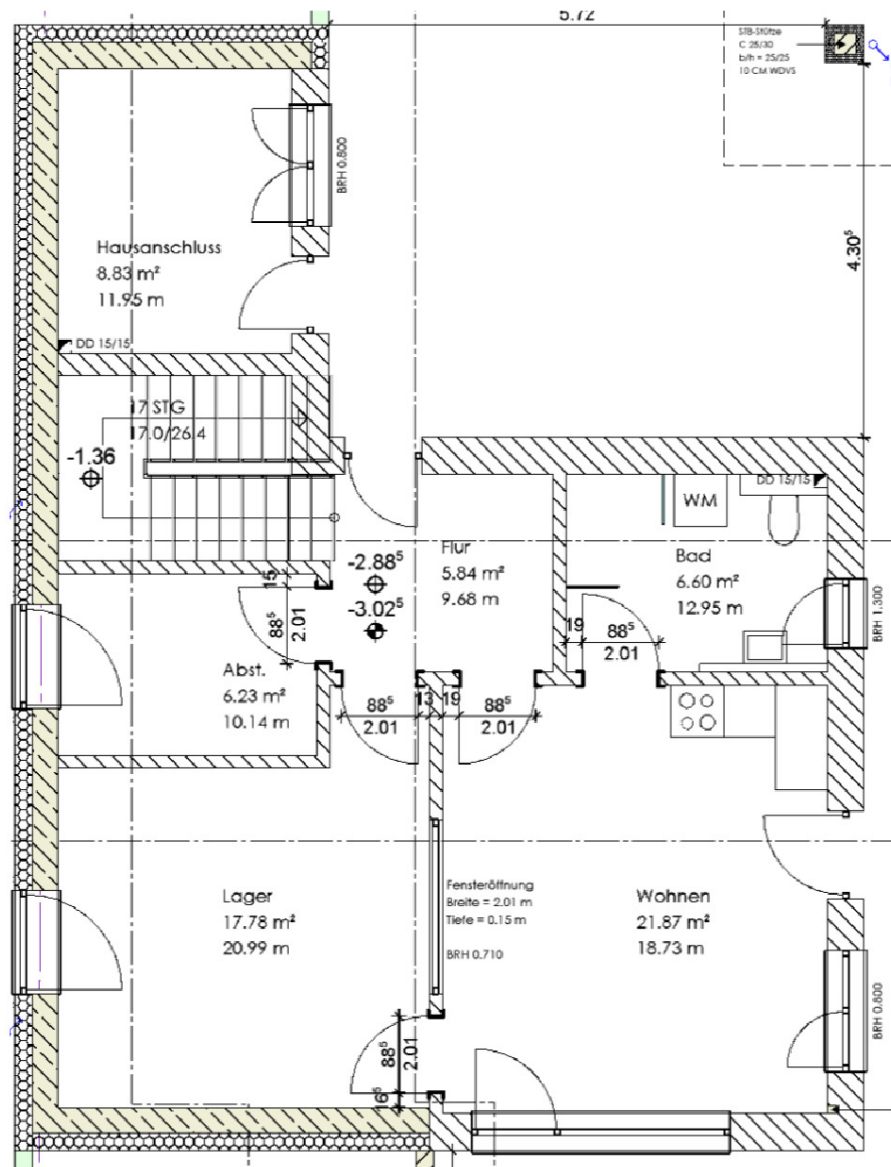 5.72
STB-Stütze
C 25/30
b/h = 25/25
10 CM WDVS
BRH 0.800
4.30⁵
Hausanschluss
8.83 m²
11.95 m
DD 15/15
17 STG
17.0/26.4
-1.36
DD 15/15
WM
Flur
5.84 m²
9.68 m
Bad
6.60 m²
12.95 m
BRH 1.300
-2.88⁵
-3.02⁵
15
88⁵
2.01
19
88⁵
2.01
Abst.
6.23 m²
10.14 m
88⁵
2.01
13
19
88⁵
2.01
Lager
17.78 m²
20.99 m
Fensteröffnung
Breite = 2.01 m
Tiefe = 0.15 m
BRH 0.710
Wohnen
21.87 m²
18.73 m
BRH 0.800
88⁵
2.01
16⁵